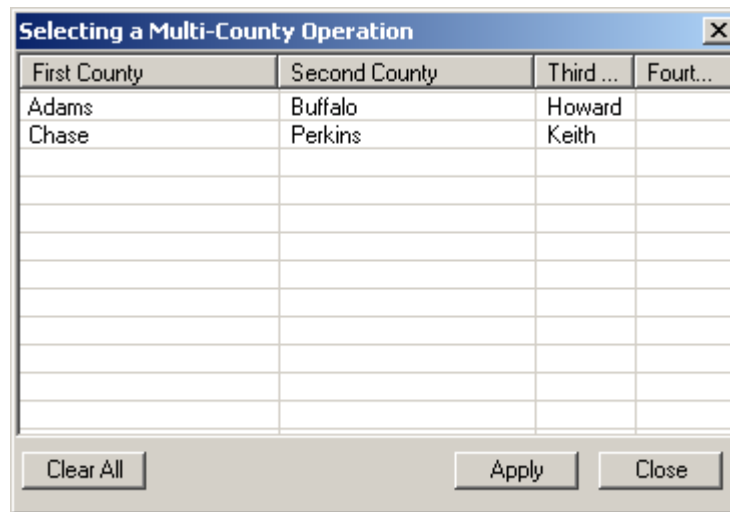 Selecting a Multi-County Operation
First County Second County Third ... Fourt...
Adams Buffalo Howard
Chase Perkins Keith
Clear All Apply Close